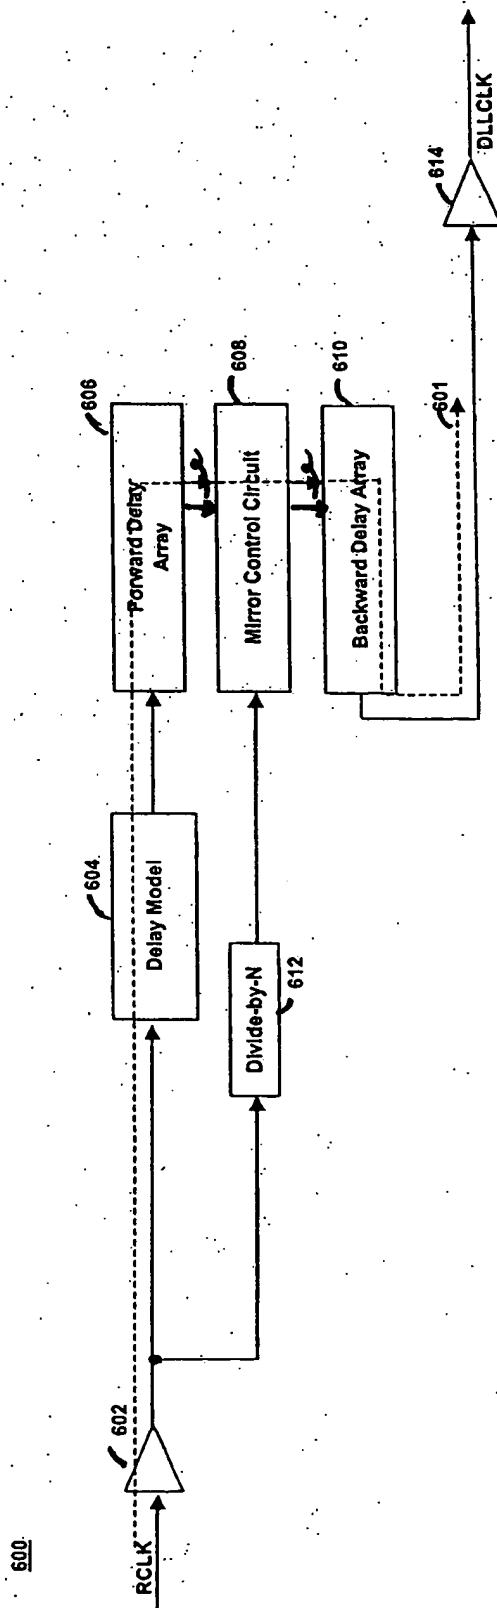 600
RCLK
602
604
Delay Model
606
Forward Delay
Array
608
Mirror Control Circuit
610
Backward Delay Array
Divide-by-N
612
601
614
DLLCLK